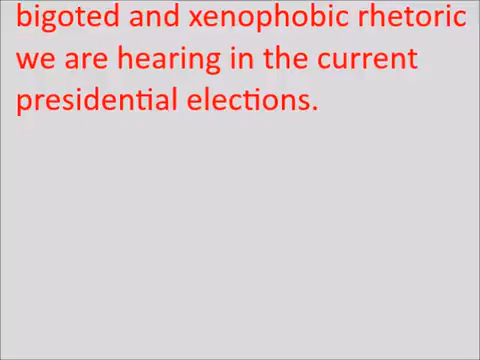 bigoted and xenophobic rhetoric
we are hearing in the current
presidential elections.